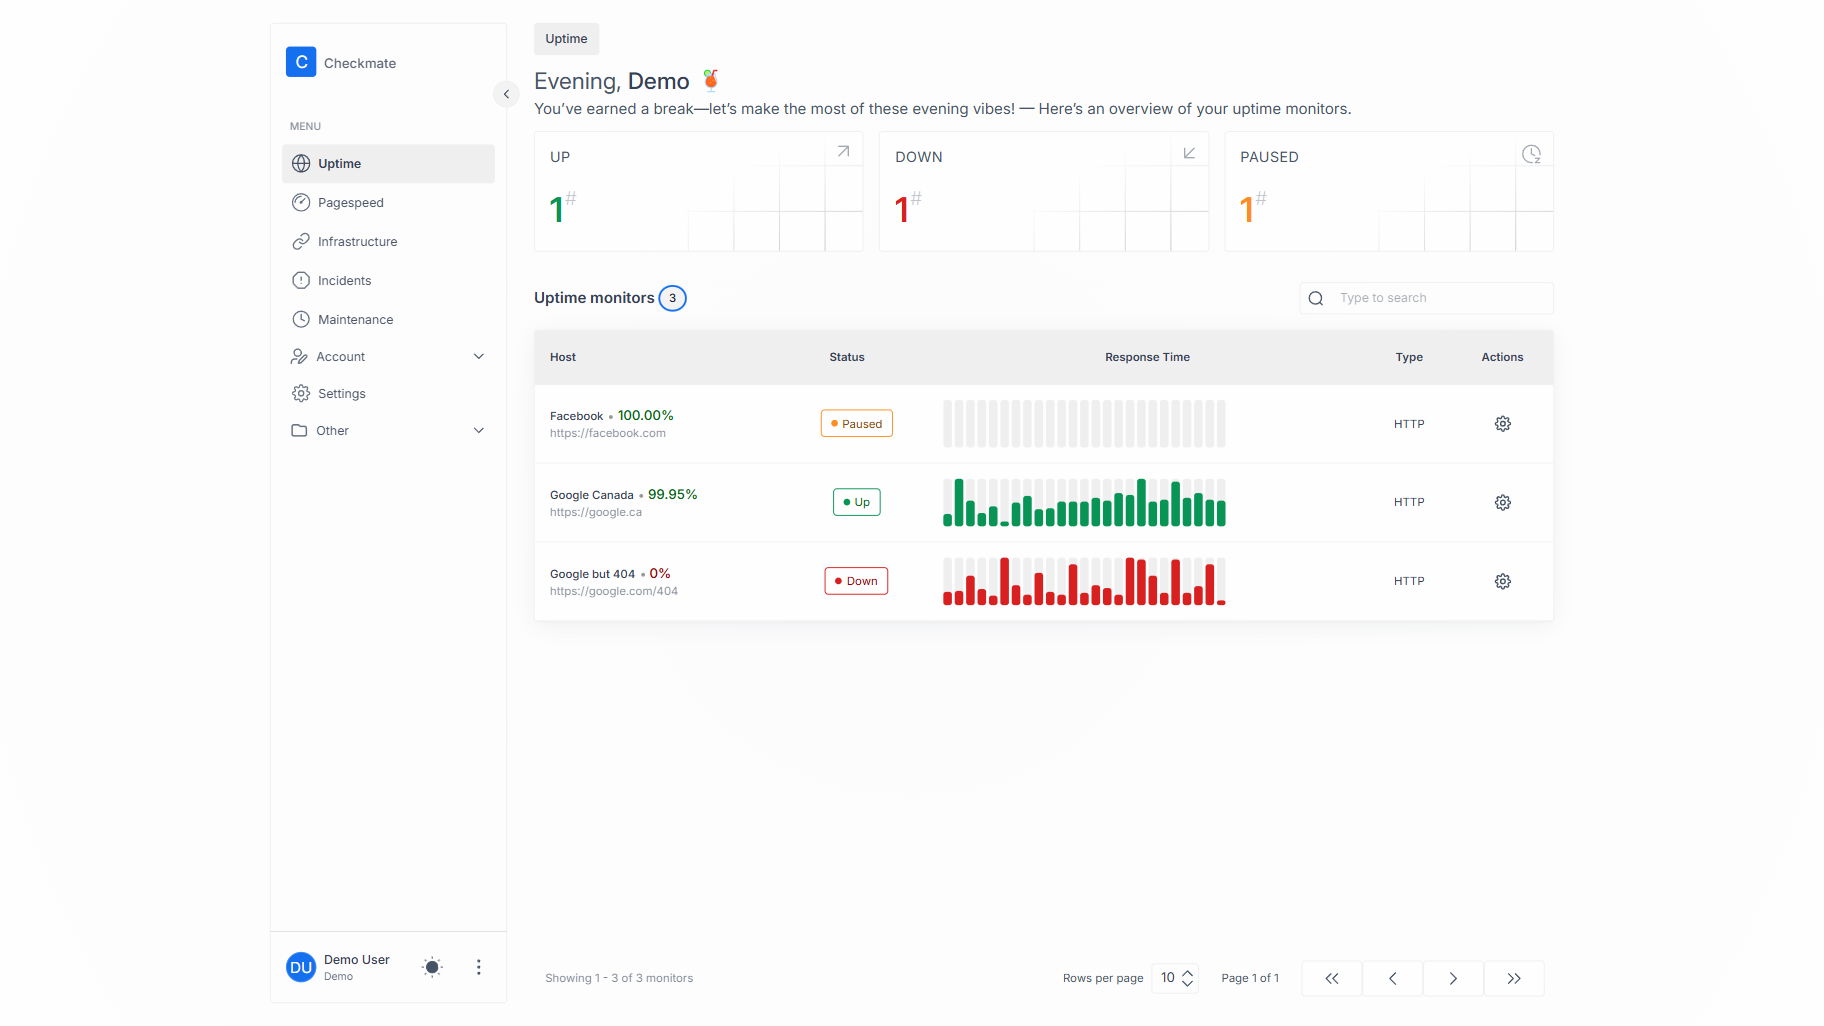 C Checkmate
MENU
Uptime
Pagespeed
Infrastructure
Incidents
Maintenance
Account
Settings
Other
DU Demo User
Demo
Uptime
Evening, Demo
You’ve earned a break—let’s make the most of these evening vibes! — Here’s an overview of your uptime monitors.
UP
1#
DOWN
1#
PAUSED
1#
Uptime monitors 3
Type to search
Host Status Response Time Type Actions
Facebook • 100.00%
https://facebook.com
Paused
HTTP
Google Canada • 99.95%
https://google.ca
Up
HTTP
Google but 404 • 0%
https://google.com/404
Down
HTTP
Showing 1 - 3 of 3 monitors
Rows per page 10 Page 1 of 1